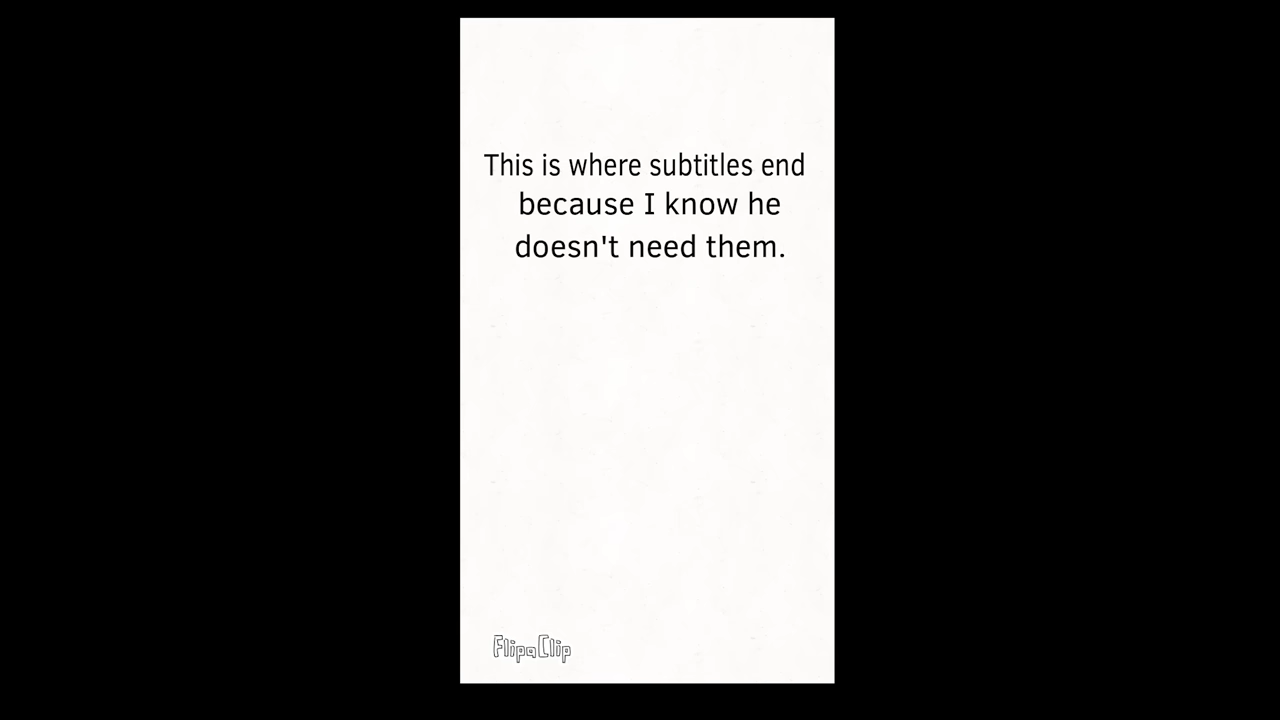 This is where subtitles end
because I know he
doesn't need them.
FlipaClip